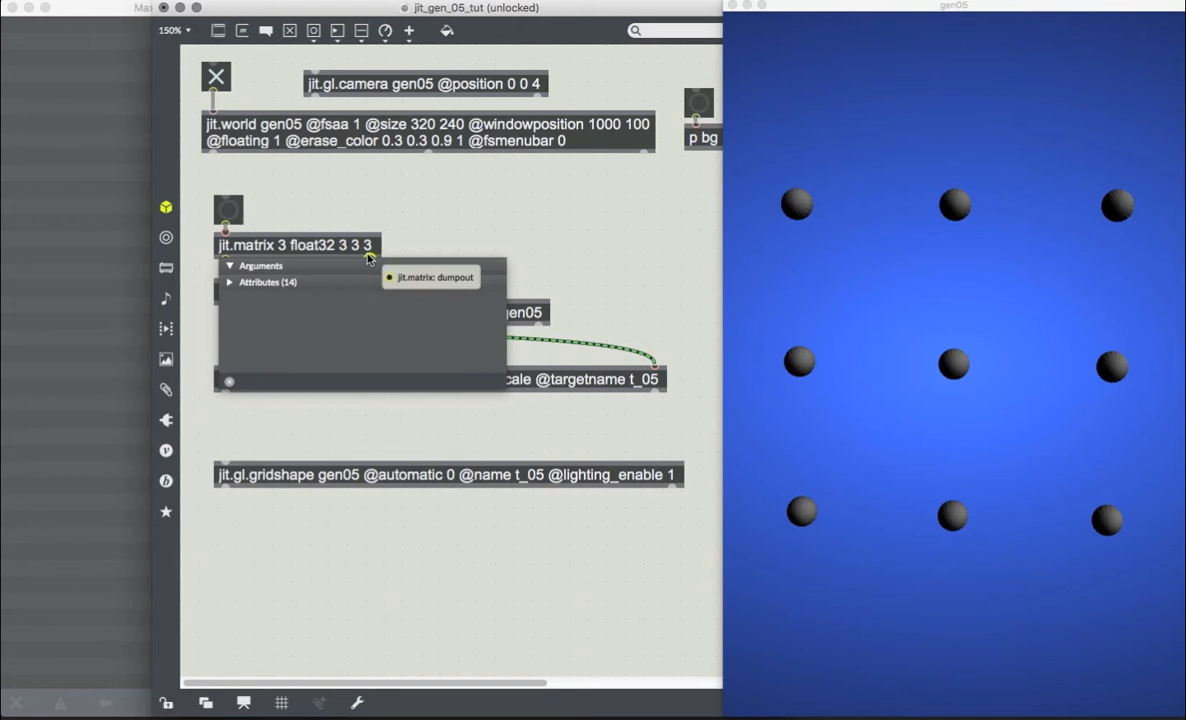 Max
jit_gen_05_tut (unlocked)
gen05
150%
jit.gl.camera gen05 @position 0 0 4
jit.world gen05 @fsaa 1 @size 320 240 @windowposition 1000 100
@floating 1 @erase_color 0.3 0.3 0.9 1 @fsmenubar 0
p bg
jit.matrix 3 float32 3 3 3
Arguments
jit.matrix: dumpout
Attributes (14)
gen05
cale @targetname t_05
jit.gl.gridshape gen05 @automatic 0 @name t_05 @lighting_enable 1